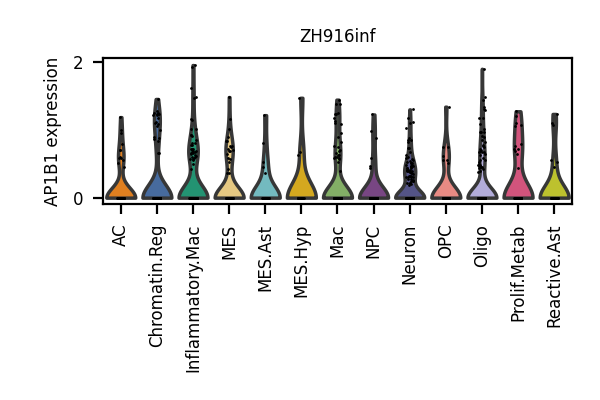 ZH916inf
AP1B1 expression
2
0
AC
Chromatin.Reg
Inflammatory.Mac
MES
MES.Ast
MES.Hyp
Mac
NPC
Neuron
OPC
Oligo
Prolif.Metab
Reactive.Ast